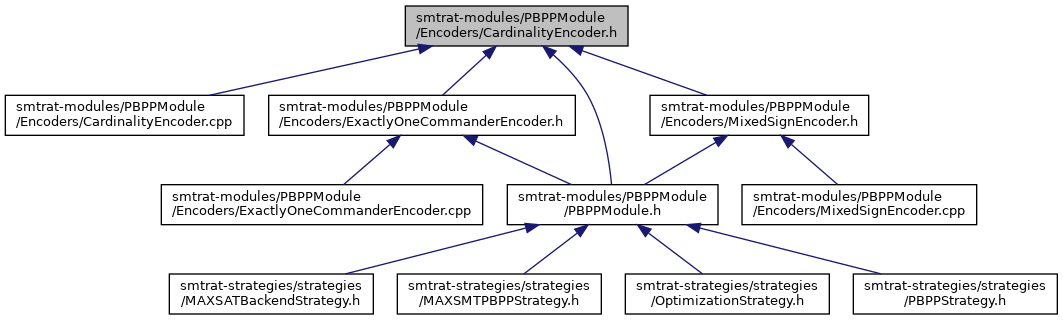 smtrat-modules/PBPPModule
/Encoders/CardinalityEncoder.h
smtrat-modules/PBPPModule
/Encoders/CardinalityEncoder.cpp
smtrat-modules/PBPPModule
/Encoders/ExactlyOneCommanderEncoder.h
smtrat-modules/PBPPModule
/Encoders/MixedSignEncoder.h
smtrat-modules/PBPPModule
/Encoders/ExactlyOneCommanderEncoder.cpp
smtrat-modules/PBPPModule
/PBPPModule.h
smtrat-modules/PBPPModule
/Encoders/MixedSignEncoder.cpp
smtrat-strategies/strategies
/MAXSATBackendStrategy.h
smtrat-strategies/strategies
/MAXSMTPBPPStrategy.h
smtrat-strategies/strategies
/OptimizationStrategy.h
smtrat-strategies/strategies
/PBPPStrategy.h